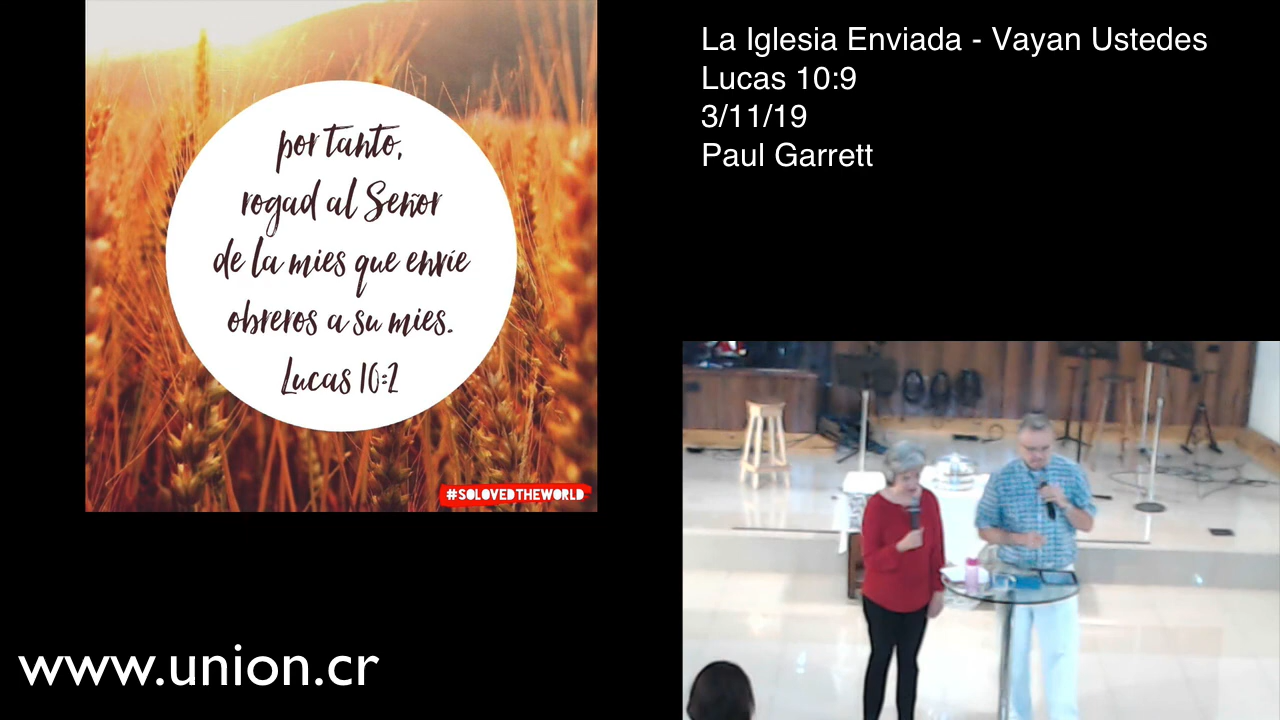 por tanto,
rogad al Señor
de la mies que envíe
obreros a su mies.
Lucas 10:2
#SOLOVEDTHEWORLD
La Iglesia Enviada - Vayan Ustedes
Lucas 10:9
3/11/19
Paul Garrett
www.union.cr